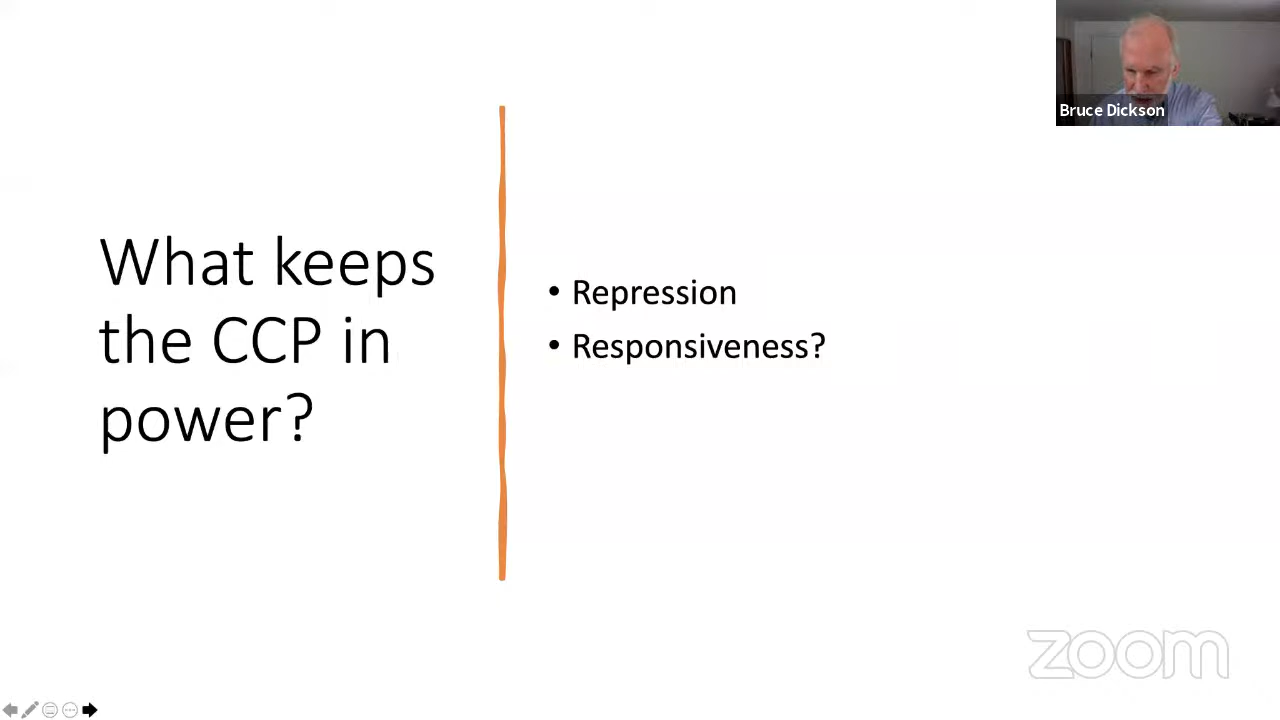 Bruce Dickson
What keeps
the CCP in
power?
• Repression
• Responsiveness?
zoom